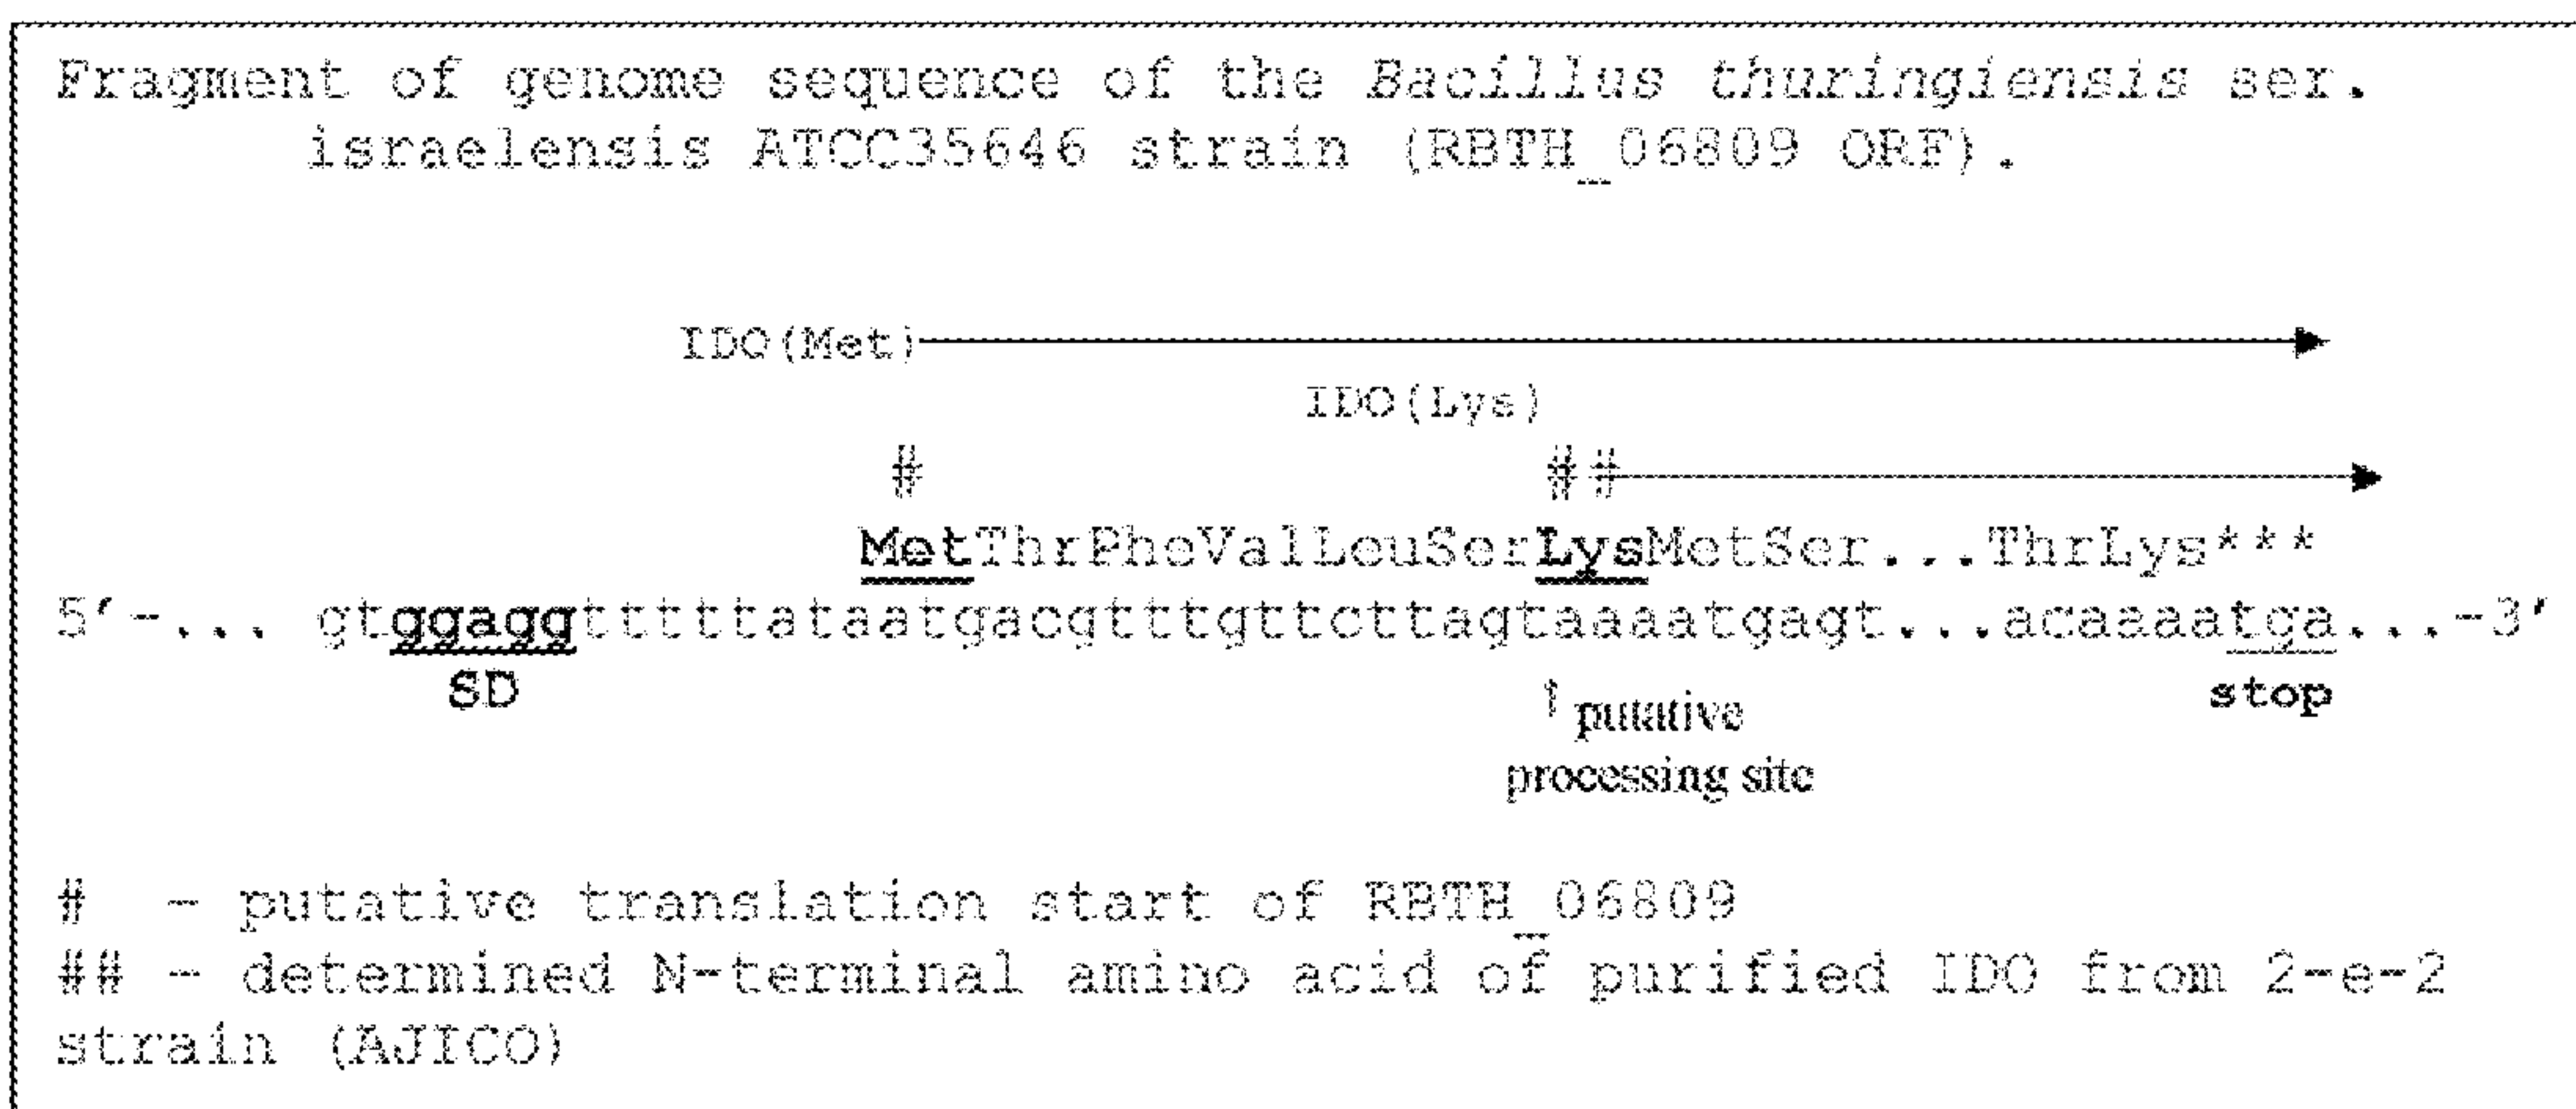 Fragment of genome sequence of the Bacillus thuringiensis ser.
israelensis ATCC35646 strain (RBTH_06809 ORF).
IDO(Met)
IDO(Lys)
# ##
MetThrPheValLeuSerLysMetSer...ThrLys***
5'-... gtggaggtttttataatgacgtttgttcttagtaaaatgagt...acaaaatga...-3'
SD stop
↑ putative
processing site
# - putative translation start of RBTH_06809
## - determined N-terminal amino acid of purified IDO from 2-e-2
strain (AJICO)